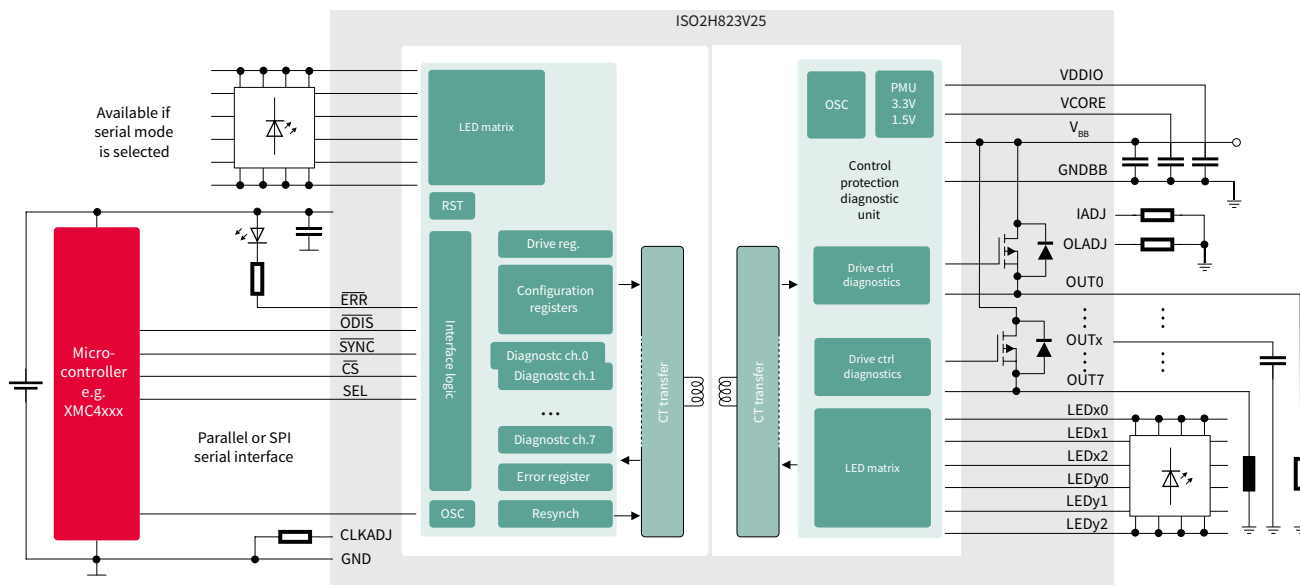 ISO2H823V25
Available if
serial mode
is selected
LED matrix
RST
Drive reg.
Configuration
registers
Interface logic
Diagnostc ch.0
Diagnostc ch.1
...
Diagnostc ch.7
Error register
OSC
Resynch
Micro-
controller
e.g.
XMC4xxx
ERR
ODIS
SYNC
CS
SEL
Parallel or SPI
serial interface
CLKADJ
GND
CT transfer
CT transfer
OSC
PMU
3.3V
1.5V
Control
protection
diagnostic
unit
Drive ctrl
diagnostics
Drive ctrl
diagnostics
LED matrix
VDDIO
VCORE
VBB
GNDBB
IADJ
OLADJ
OUT0
OUTx
OUT7
LEDx0
LEDx1
LEDx2
LEDy0
LEDy1
LEDy2